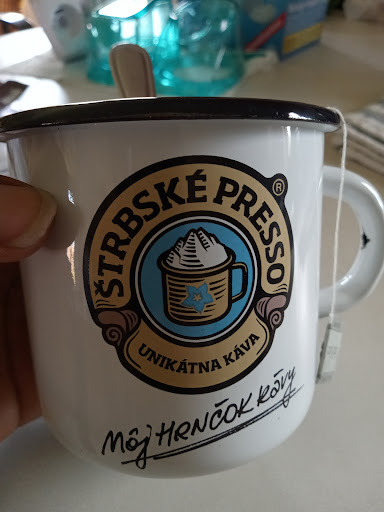 ŠTRBSKÉ PRESSO ®
UNIKÁTNA KÁVA
Môj HRNČOK kávy